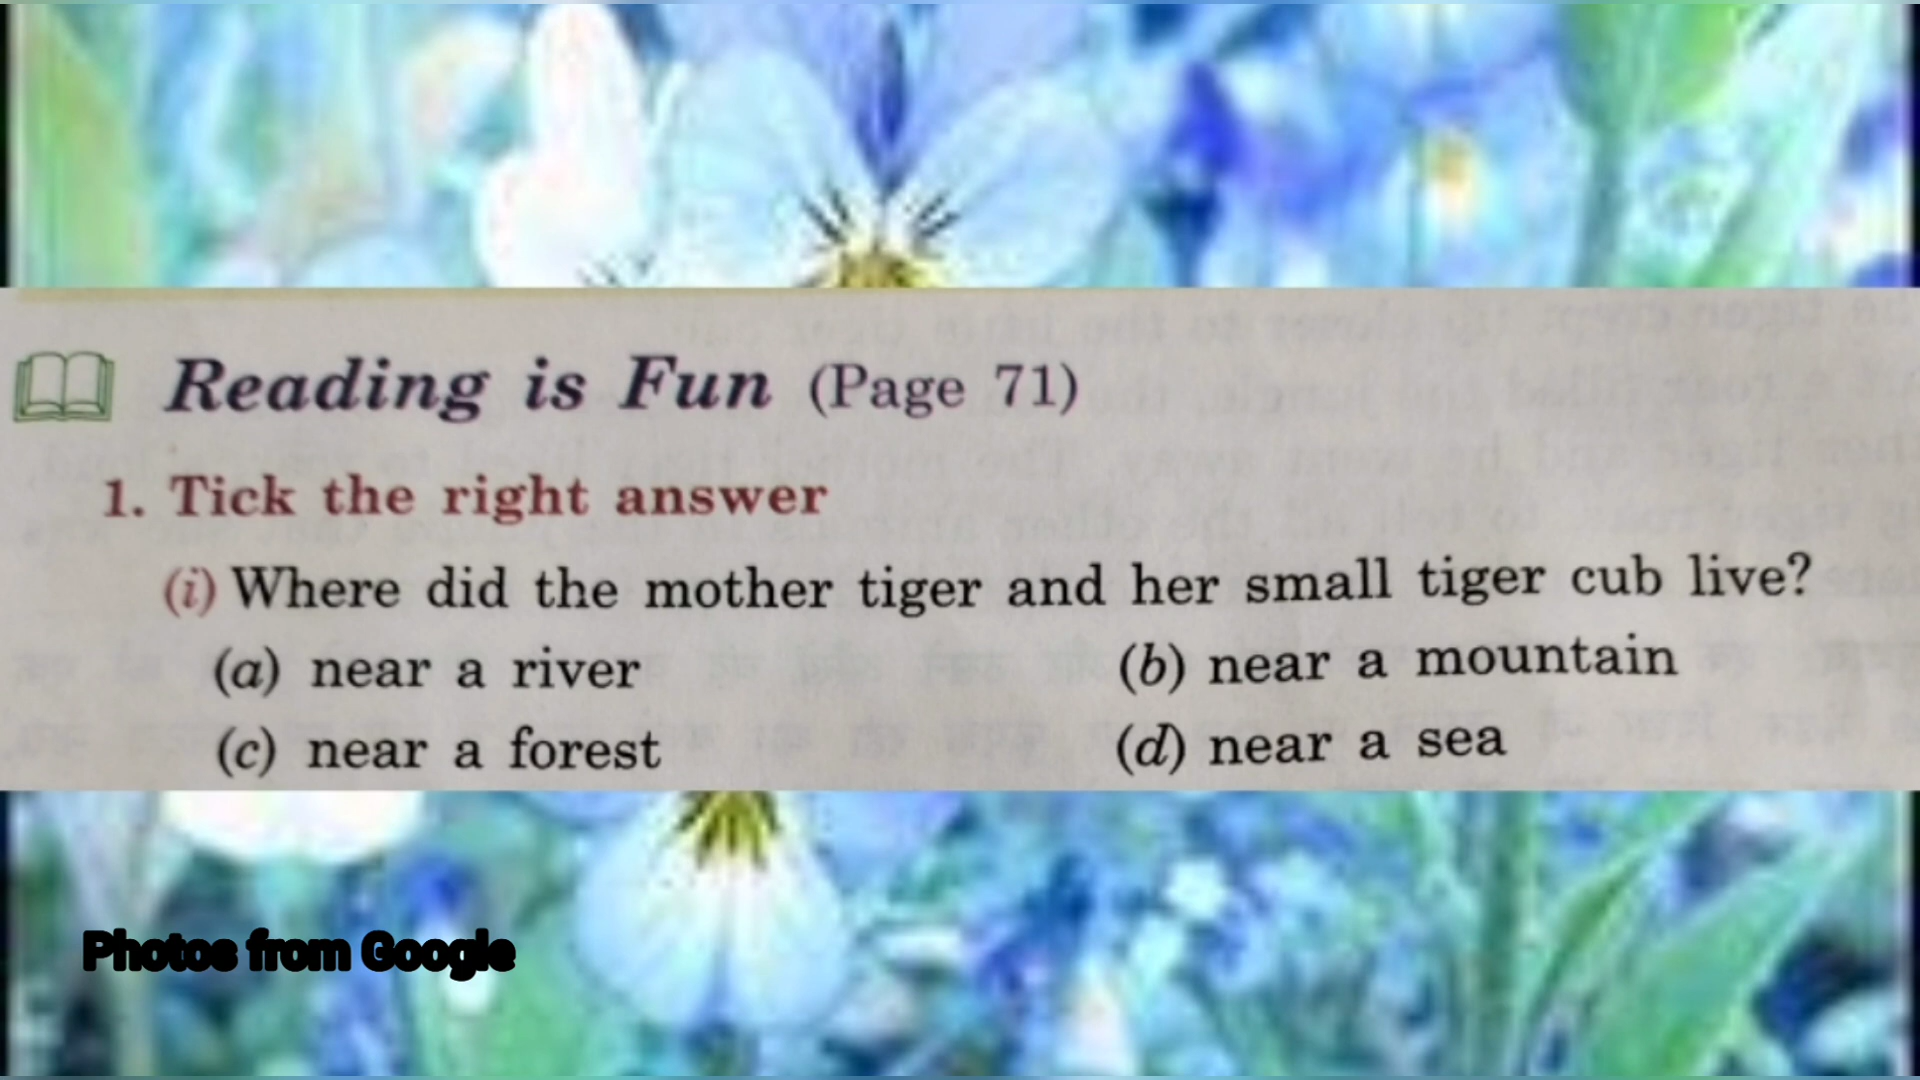 Reading is Fun (Page 71)
1. Tick the right answer
(i) Where did the mother tiger and her small tiger cub live?
(a) near a river (b) near a mountain
(c) near a forest (d) near a sea
Photos from Google